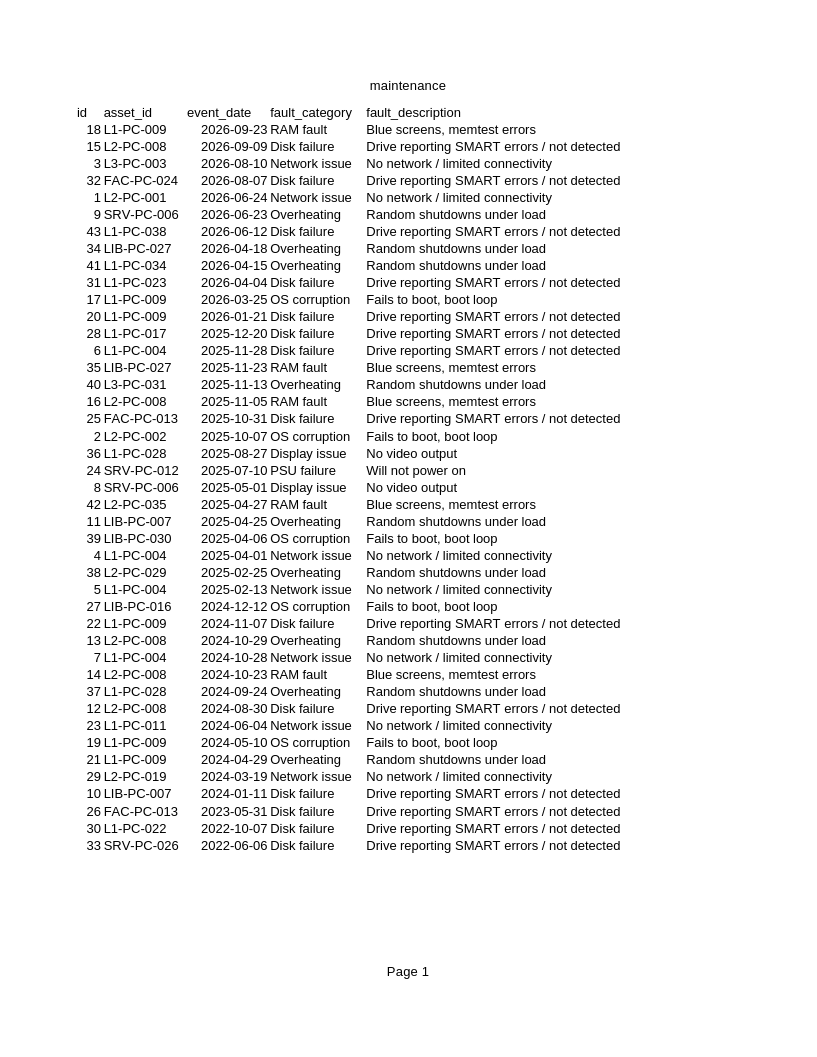 maintenance
id asset_id event_date fault_category fault_description
18 L1-PC-009 2026-09-23 RAM fault Blue screens, memtest errors
15 L2-PC-008 2026-09-09 Disk failure Drive reporting SMART errors / not detected
3 L3-PC-003 2026-08-10 Network issue No network / limited connectivity
32 FAC-PC-024 2026-08-07 Disk failure Drive reporting SMART errors / not detected
1 L2-PC-001 2026-06-24 Network issue No network / limited connectivity
9 SRV-PC-006 2026-06-23 Overheating Random shutdowns under load
43 L1-PC-038 2026-06-12 Disk failure Drive reporting SMART errors / not detected
34 LIB-PC-027 2026-04-18 Overheating Random shutdowns under load
41 L1-PC-034 2026-04-15 Overheating Random shutdowns under load
31 L1-PC-023 2026-04-04 Disk failure Drive reporting SMART errors / not detected
17 L1-PC-009 2026-03-25 OS corruption Fails to boot, boot loop
20 L1-PC-009 2026-01-21 Disk failure Drive reporting SMART errors / not detected
28 L1-PC-017 2025-12-20 Disk failure Drive reporting SMART errors / not detected
6 L1-PC-004 2025-11-28 Disk failure Drive reporting SMART errors / not detected
35 LIB-PC-027 2025-11-23 RAM fault Blue screens, memtest errors
40 L3-PC-031 2025-11-13 Overheating Random shutdowns under load
16 L2-PC-008 2025-11-05 RAM fault Blue screens, memtest errors
25 FAC-PC-013 2025-10-31 Disk failure Drive reporting SMART errors / not detected
2 L2-PC-002 2025-10-07 OS corruption Fails to boot, boot loop
36 L1-PC-028 2025-08-27 Display issue No video output
24 SRV-PC-012 2025-07-10 PSU failure Will not power on
8 SRV-PC-006 2025-05-01 Display issue No video output
42 L2-PC-035 2025-04-27 RAM fault Blue screens, memtest errors
11 LIB-PC-007 2025-04-25 Overheating Random shutdowns under load
39 LIB-PC-030 2025-04-06 OS corruption Fails to boot, boot loop
4 L1-PC-004 2025-04-01 Network issue No network / limited connectivity
38 L2-PC-029 2025-02-25 Overheating Random shutdowns under load
5 L1-PC-004 2025-02-13 Network issue No network / limited connectivity
27 LIB-PC-016 2024-12-12 OS corruption Fails to boot, boot loop
22 L1-PC-009 2024-11-07 Disk failure Drive reporting SMART errors / not detected
13 L2-PC-008 2024-10-29 Overheating Random shutdowns under load
7 L1-PC-004 2024-10-28 Network issue No network / limited connectivity
14 L2-PC-008 2024-10-23 RAM fault Blue screens, memtest errors
37 L1-PC-028 2024-09-24 Overheating Random shutdowns under load
12 L2-PC-008 2024-08-30 Disk failure Drive reporting SMART errors / not detected
23 L1-PC-011 2024-06-04 Network issue No network / limited connectivity
19 L1-PC-009 2024-05-10 OS corruption Fails to boot, boot loop
21 L1-PC-009 2024-04-29 Overheating Random shutdowns under load
29 L2-PC-019 2024-03-19 Network issue No network / limited connectivity
10 LIB-PC-007 2024-01-11 Disk failure Drive reporting SMART errors / not detected
26 FAC-PC-013 2023-05-31 Disk failure Drive reporting SMART errors / not detected
30 L1-PC-022 2022-10-07 Disk failure Drive reporting SMART errors / not detected
33 SRV-PC-026 2022-06-06 Disk failure Drive reporting SMART errors / not detected
Page 1